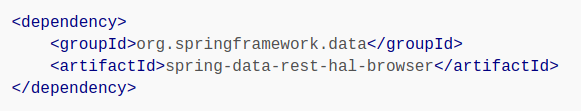 <dependency>
    <groupId>org.springframework.data</groupId>
    <artifactId>spring-data-rest-hal-browser</artifactId>
</dependency>